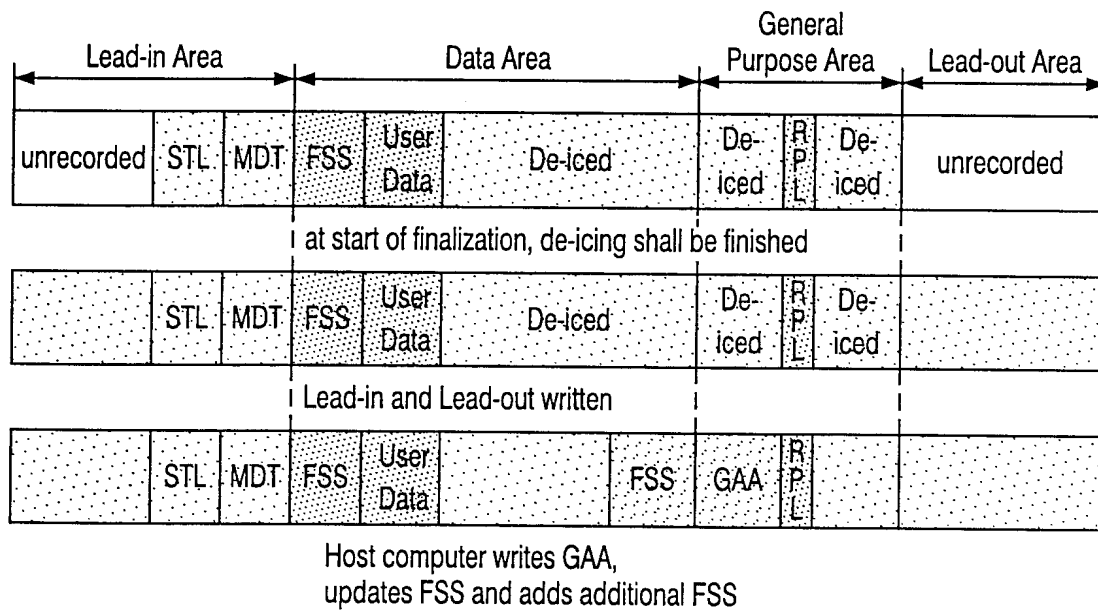 General
Lead-in Area Data Area Purpose Area Lead-out Area
unrecorded STL MDT FSS User Data De-iced De-iced RPL De-iced unrecorded
at start of finalization, de-icing shall be finished
STL MDT FSS User Data De-iced De-iced RPL De-iced
Lead-in and Lead-out written
STL MDT FSS User Data FSS GAA RPL
Host computer writes GAA,
updates FSS and adds additional FSS